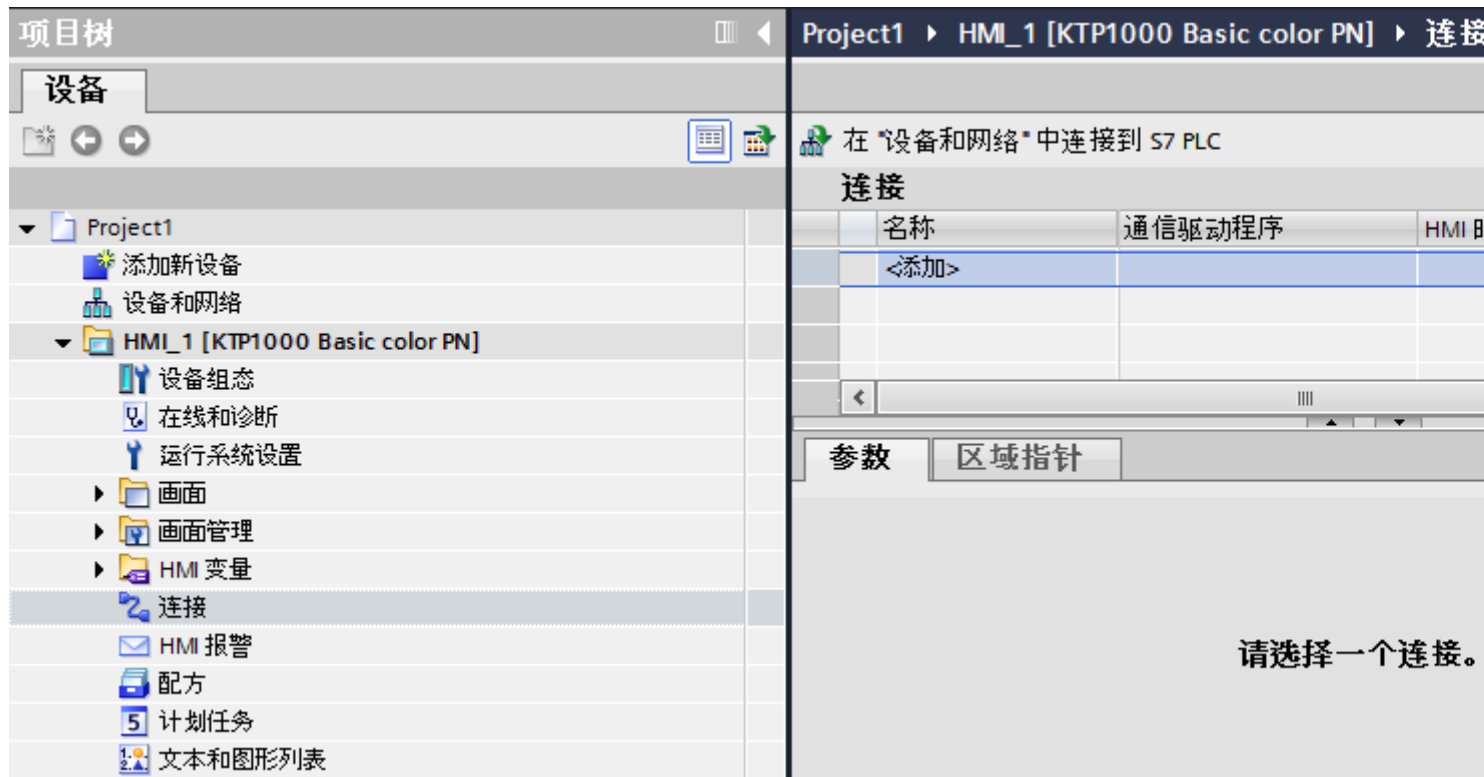 项目树
设备
Project1
添加新设备
设备和网络
HMI_1 [KTP1000 Basic color PN]
设备组态
在线和诊断
运行系统设置
画面
画面管理
HMI 变量
连接
HMI 报警
配方
计划任务
文本和图形列表
Project1 HMI_1 [KTP1000 Basic color PN] 连接
在 "设备和网络" 中连接到 S7 PLC
连接
名称 通信驱动程序 HMI
<添加>
参数 区域指针
请选择一个连接。